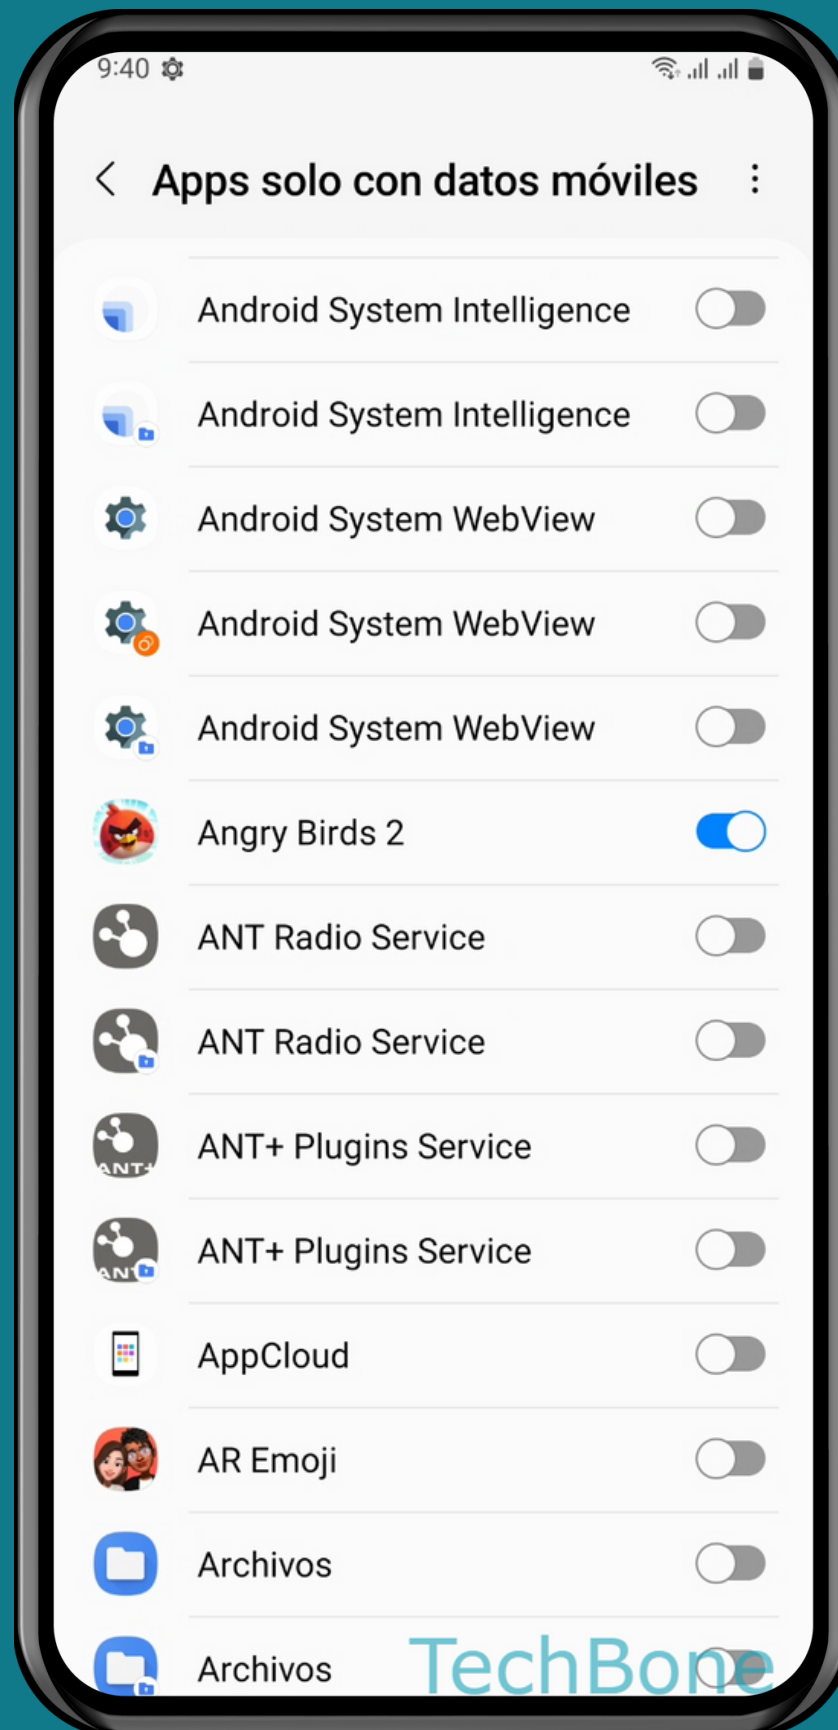 9:40
Apps solo con datos móviles
Android System Intelligence
Android System Intelligence
Android System WebView
Android System WebView
Android System WebView
Angry Birds 2
ANT Radio Service
ANT Radio Service
ANT+
ANT+ Plugins Service
ANT+ Plugins Service
AppCloud
AR Emoji
Archivos
Archivos
TechBone